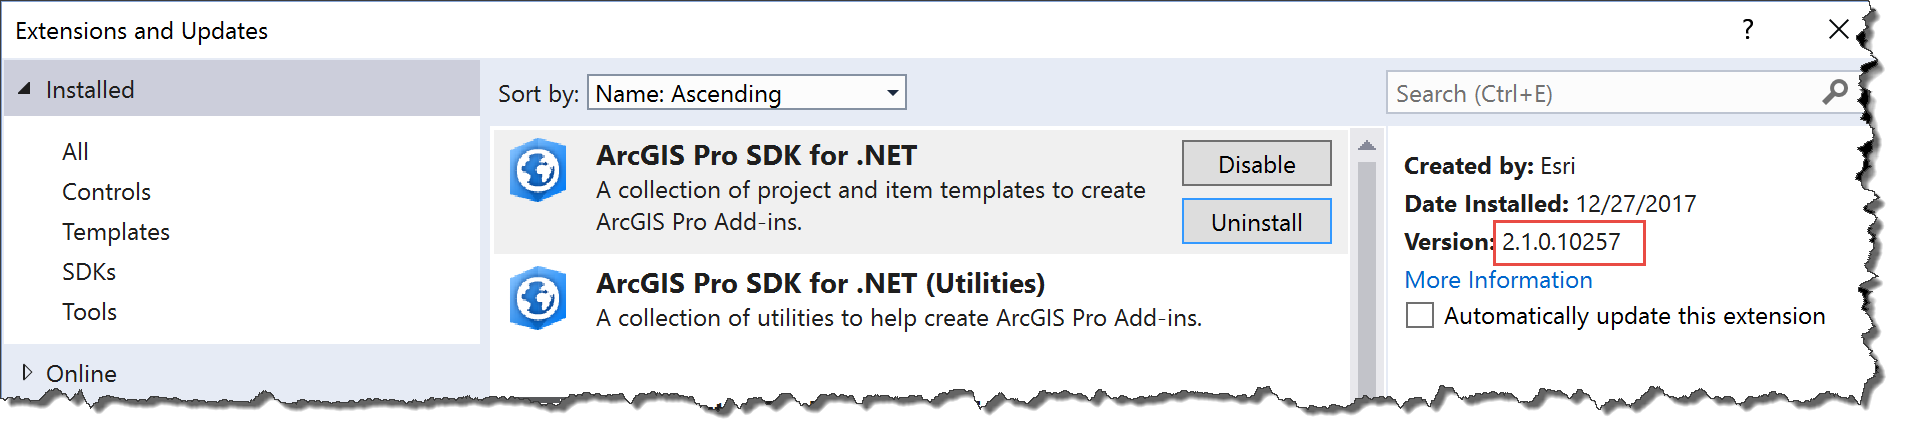 Extensions and Updates
?
Installed
All
Controls
Templates
SDKs
Tools
Online
Sort by: Name: Ascending
ArcGIS Pro SDK for .NET
A collection of project and item templates to create
ArcGIS Pro Add-ins.
Disable
Uninstall
ArcGIS Pro SDK for .NET (Utilities)
A collection of utilities to help create ArcGIS Pro Add-ins.
Search (Ctrl+E)
Created by: Esri
Date Installed: 12/27/2017
Version: 2.1.0.10257
More Information
Automatically update this extension